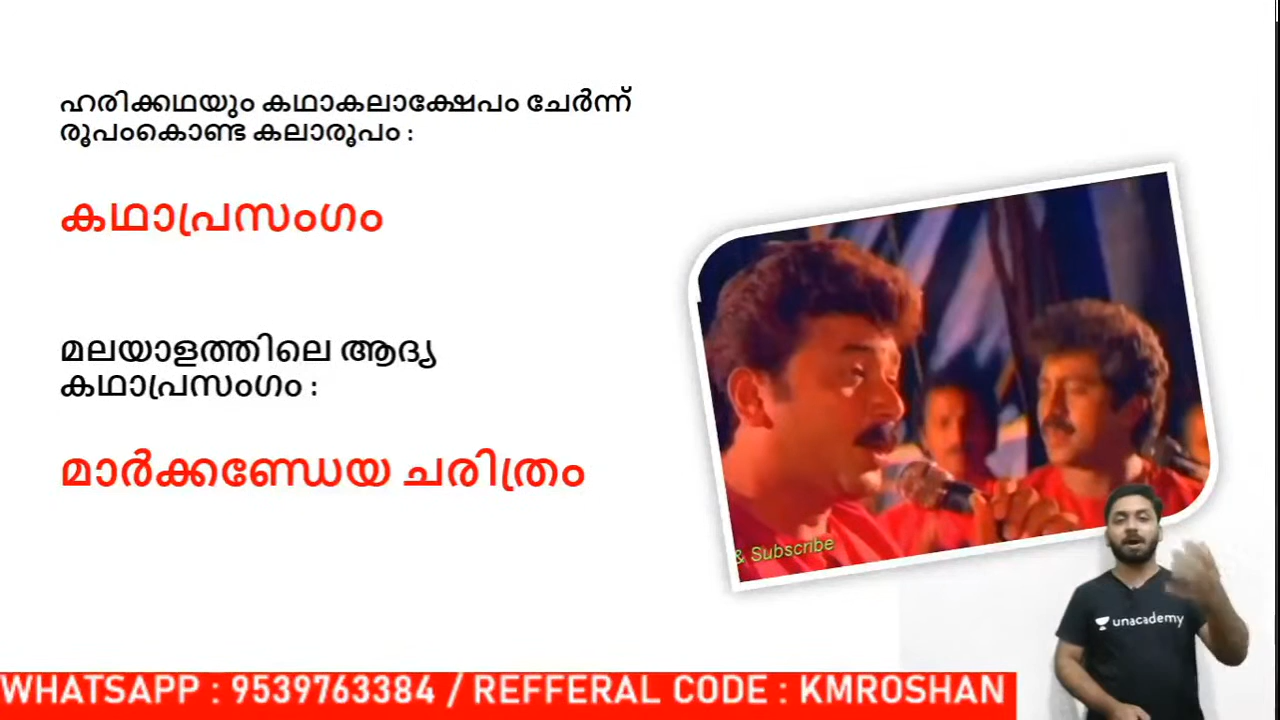 ഹരിക്കഥയും കഥാകലാക്ഷേപം ചേർന്ന്
രൂപംകൊണ്ട കലാരൂപം :
കഥാപ്രസംഗം
മലയാളത്തിലെ ആദ്യ
കഥാപ്രസംഗം :
മാർക്കണ്ഡേയ ചരിത്രം
& Subscribe
unacademy
WHATSAPP : 9539763384 / REFFERAL CODE : KMROSHAN